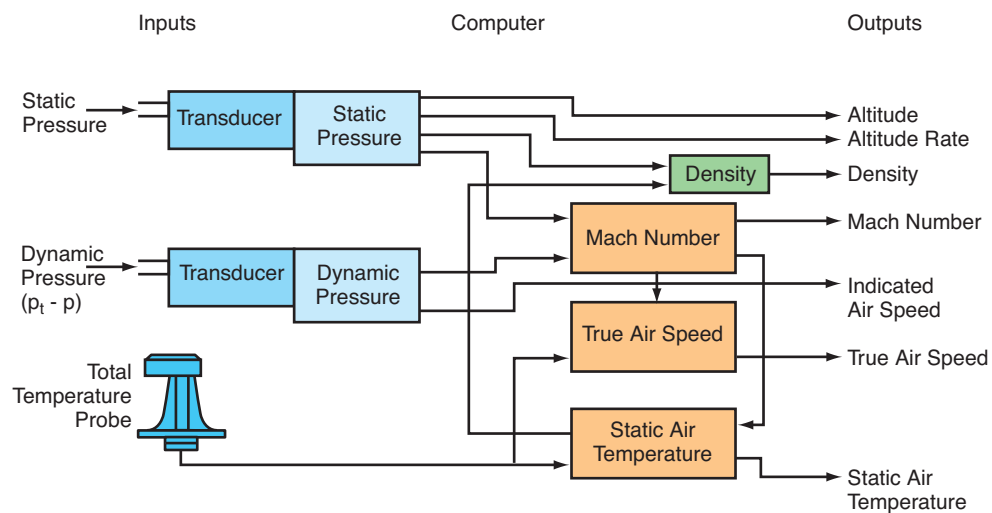 Inputs
Computer
Outputs
Static
Pressure
Transducer
Static
Pressure
Altitude
Altitude Rate
Density
Density
Mach Number
Mach Number
Dynamic
Pressure
(pt - p)
Transducer
Dynamic
Pressure
Indicated
Air Speed
True Air Speed
True Air Speed
Total
Temperature
Probe
Static Air
Temperature
Static Air
Temperature